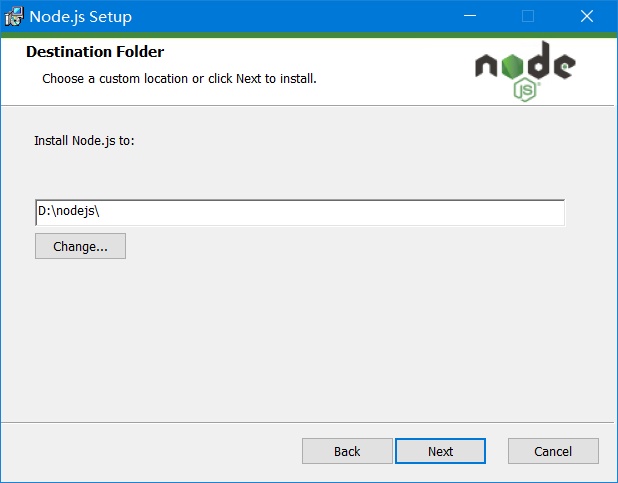 Node.js Setup
Destination Folder
Choose a custom location or click Next to install.
node
JS
Install Node.js to:
D:\nodejs\
Change...
Back
Next
Cancel